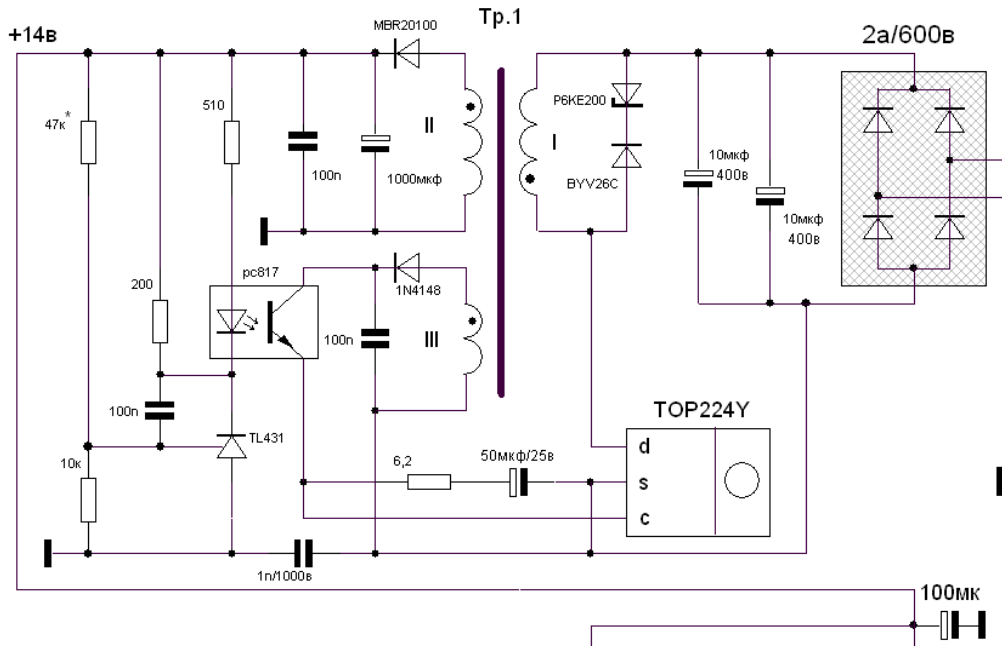 +14в
MBR20100
Тр.1
2а/600в
47к*
510
100n
1000мкф
II
I
P6KE200
BYV26C
10мкф
400в
10мкф
400в
pc817
200
1N4148
100n
III
100n
TL431
10к
6,2
50мкф/25в
TOP224Y
d
s
c
1n/1000в
100мк